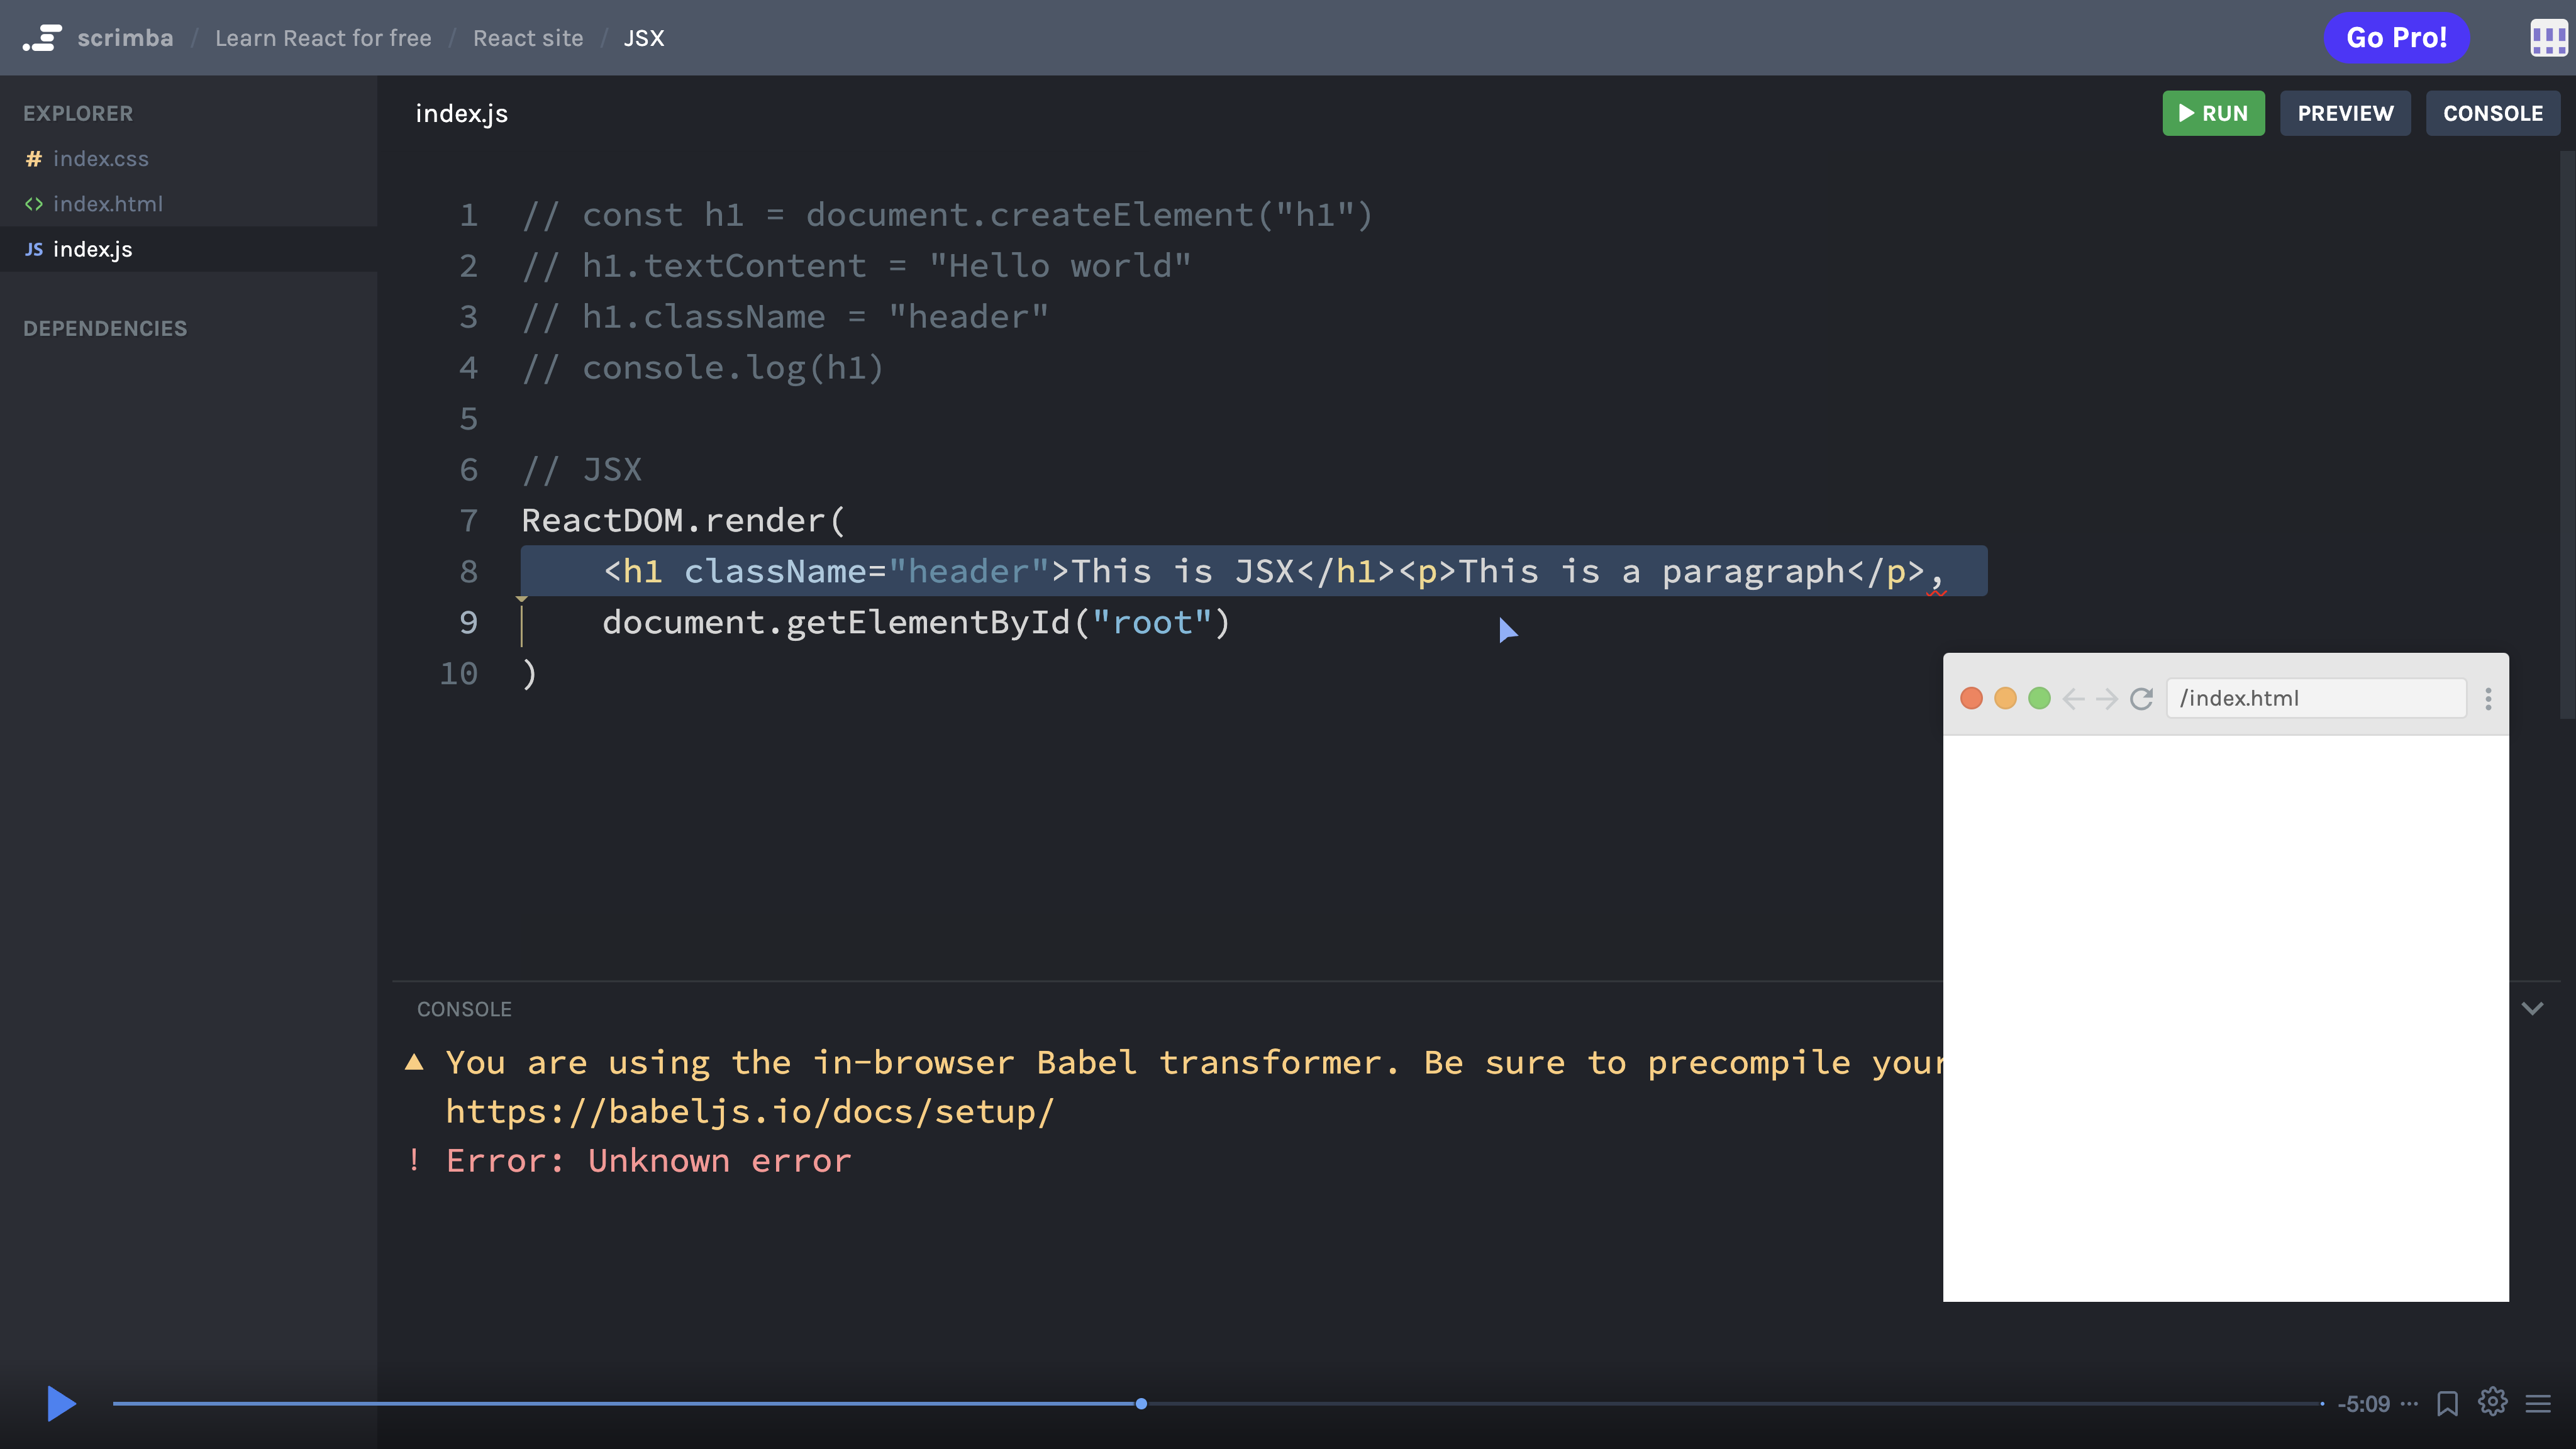 scrimba / Learn React for free / React site / JSX
Go Pro!
EXPLORER
# index.css
<> index.html
JS index.js
DEPENDENCIES
index.js
RUN
PREVIEW
CONSOLE
1 // const h1 = document.createElement("h1")
2 // h1.textContent = "Hello world"
3 // h1.className = "header"
4 // console.log(h1)
5
6 // JSX
7 ReactDOM.render(
8     <h1 className="header">This is JSX</h1><p>This is a paragraph</p>,
9     document.getElementById("root")
10 )
/index.html
CONSOLE
You are using the in-browser Babel transformer. Be sure to precompile your
https://babeljs.io/docs/setup/
! Error: Unknown error
-5:09